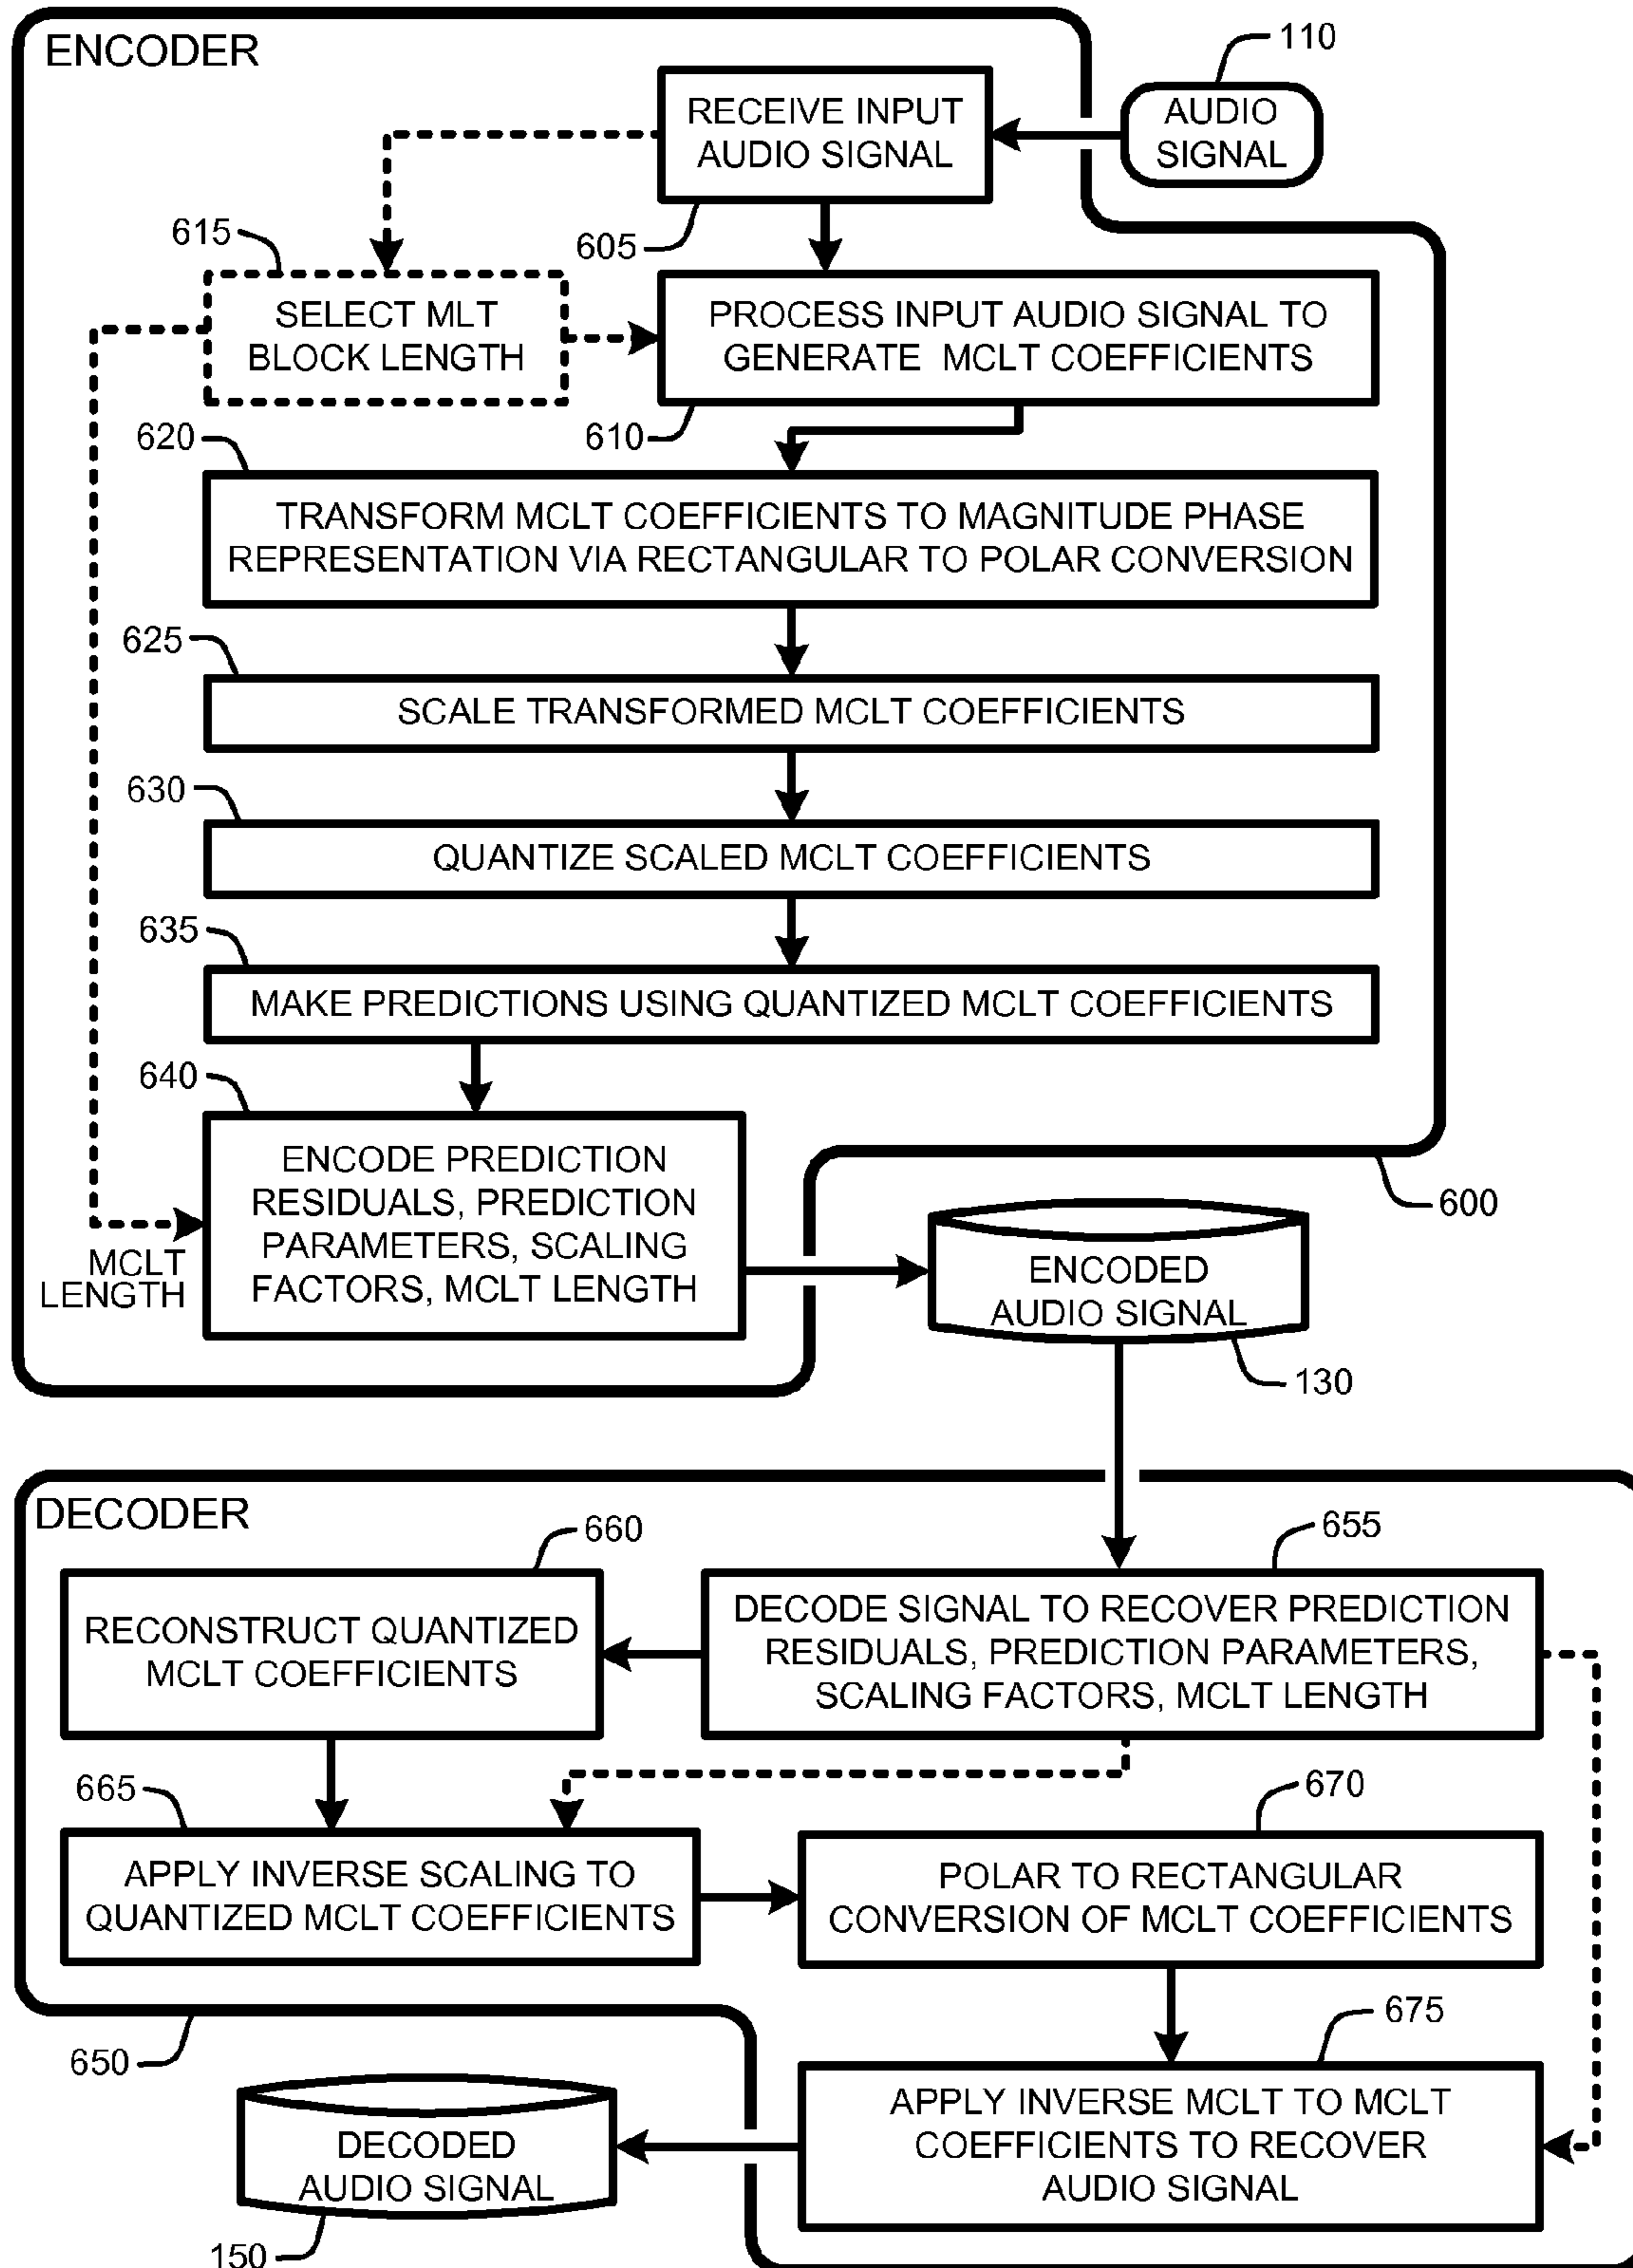 ENCODER
110
AUDIO
SIGNAL
RECEIVE INPUT
AUDIO SIGNAL
615
605
SELECT MLT
BLOCK LENGTH
PROCESS INPUT AUDIO SIGNAL TO
GENERATE MCLT COEFFICIENTS
620
610
TRANSFORM MCLT COEFFICIENTS TO MAGNITUDE PHASE
REPRESENTATION VIA RECTANGULAR TO POLAR CONVERSION
625
SCALE TRANSFORMED MCLT COEFFICIENTS
630
QUANTIZE SCALED MCLT COEFFICIENTS
635
MAKE PREDICTIONS USING QUANTIZED MCLT COEFFICIENTS
640
ENCODE PREDICTION
RESIDUALS, PREDICTION
PARAMETERS, SCALING
FACTORS, MCLT LENGTH
MCLT
LENGTH
600
ENCODED
AUDIO SIGNAL
130
DECODER
660
655
RECONSTRUCT QUANTIZED
MCLT COEFFICIENTS
DECODE SIGNAL TO RECOVER PREDICTION
RESIDUALS, PREDICTION PARAMETERS,
SCALING FACTORS, MCLT LENGTH
665
670
APPLY INVERSE SCALING TO
QUANTIZED MCLT COEFFICIENTS
POLAR TO RECTANGULAR
CONVERSION OF MCLT COEFFICIENTS
675
650
APPLY INVERSE MCLT TO MCLT
COEFFICIENTS TO RECOVER
AUDIO SIGNAL
DECODED
AUDIO SIGNAL
150